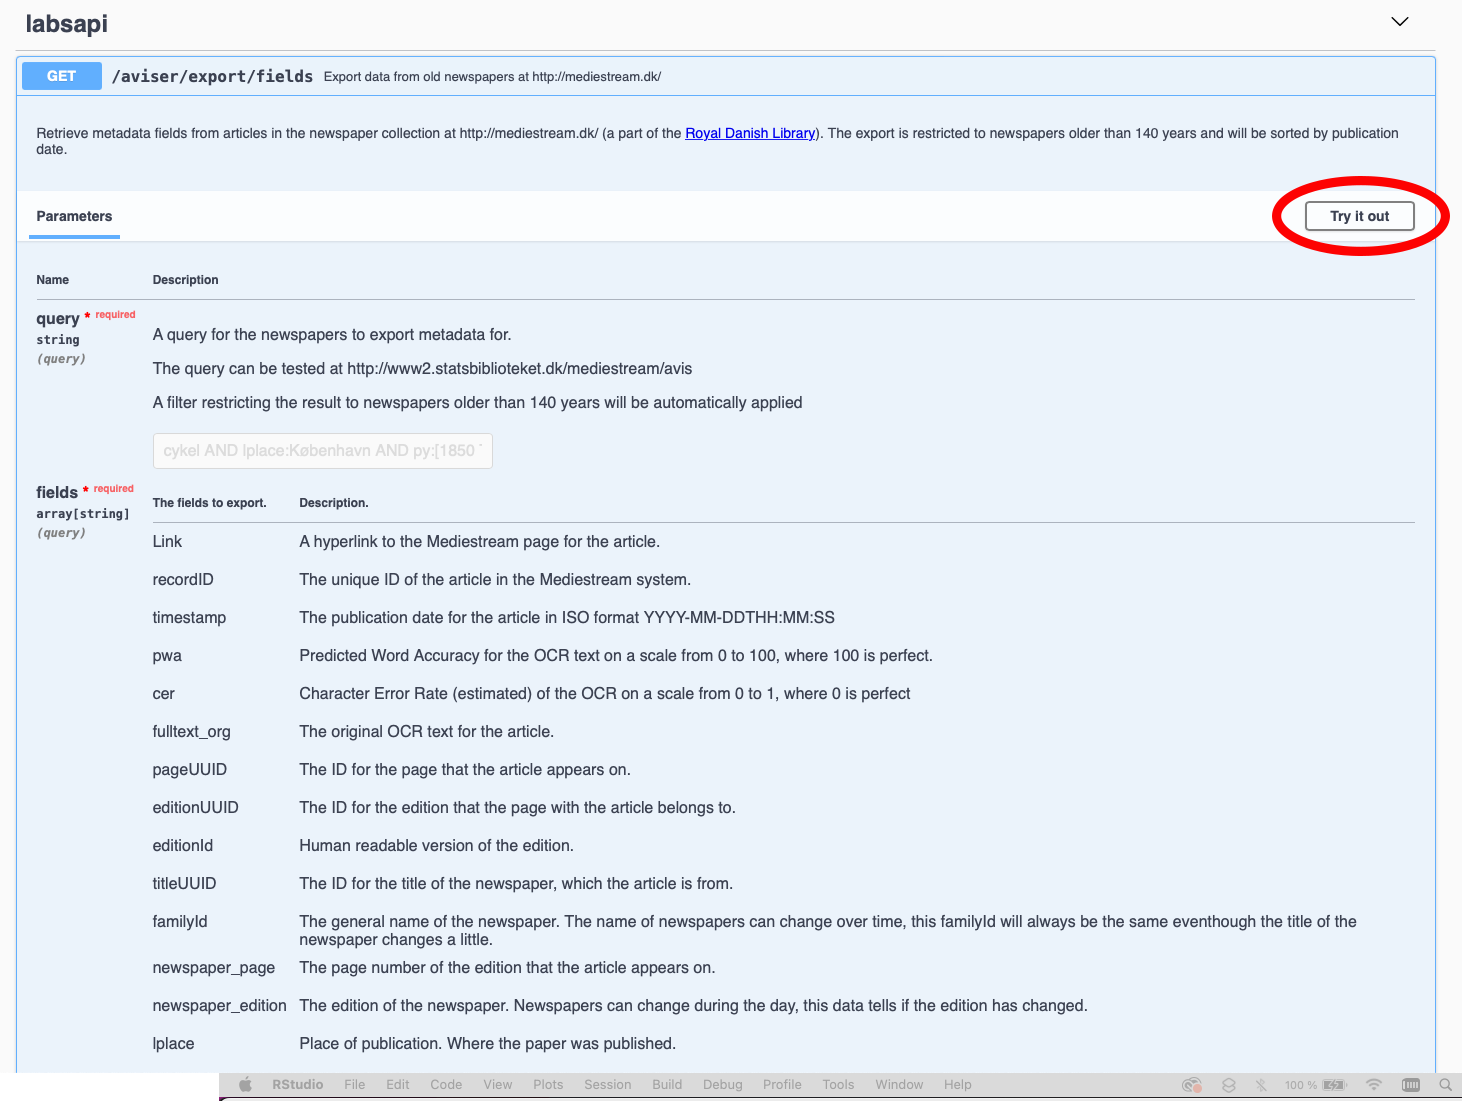 labsapi
GET /aviser/export/fields Export data from old newspapers at http://mediestream.dk/
Retrieve metadata fields from articles in the newspaper collection at http://mediestream.dk/ (a part of the Royal Danish Library). The export is restricted to newspapers older than 140 years and will be sorted by publication
date.
Parameters
Try it out
Name Description
query * required
string
(query)
A query for the newspapers to export metadata for.
The query can be tested at http://www2.statsbiblioteket.dk/mediestream/avis
A filter restricting the result to newspapers older than 140 years will be automatically applied
cykel AND lplace:København AND py:[1850
fields * required
array[string]
(query)
The fields to export. Description.
Link A hyperlink to the Mediestream page for the article.
recordID The unique ID of the article in the Mediestream system.
timestamp The publication date for the article in ISO format YYYY-MM-DDTHH:MM:SS
pwa Predicted Word Accuracy for the OCR text on a scale from 0 to 100, where 100 is perfect.
cer Character Error Rate (estimated) of the OCR on a scale from 0 to 1, where 0 is perfect
fulltext_org The original OCR text for the article.
pageUUID The ID for the page that the article appears on.
editionUUID The ID for the edition that the page with the article belongs to.
editionId Human readable version of the edition.
titleUUID The ID for the title of the newspaper, which the article is from.
familyId The general name of the newspaper. The name of newspapers can change over time, this familyId will always be the same eventhough the title of the
newspaper changes a little.
newspaper_page The page number of the edition that the article appears on.
newspaper_edition The edition of the newspaper. Newspapers can change during the day, this data tells if the edition has changed.
lplace Place of publication. Where the paper was published.
RStudio File Edit Code View Plots Session Build Debug Profile Tools Window Help 100 %